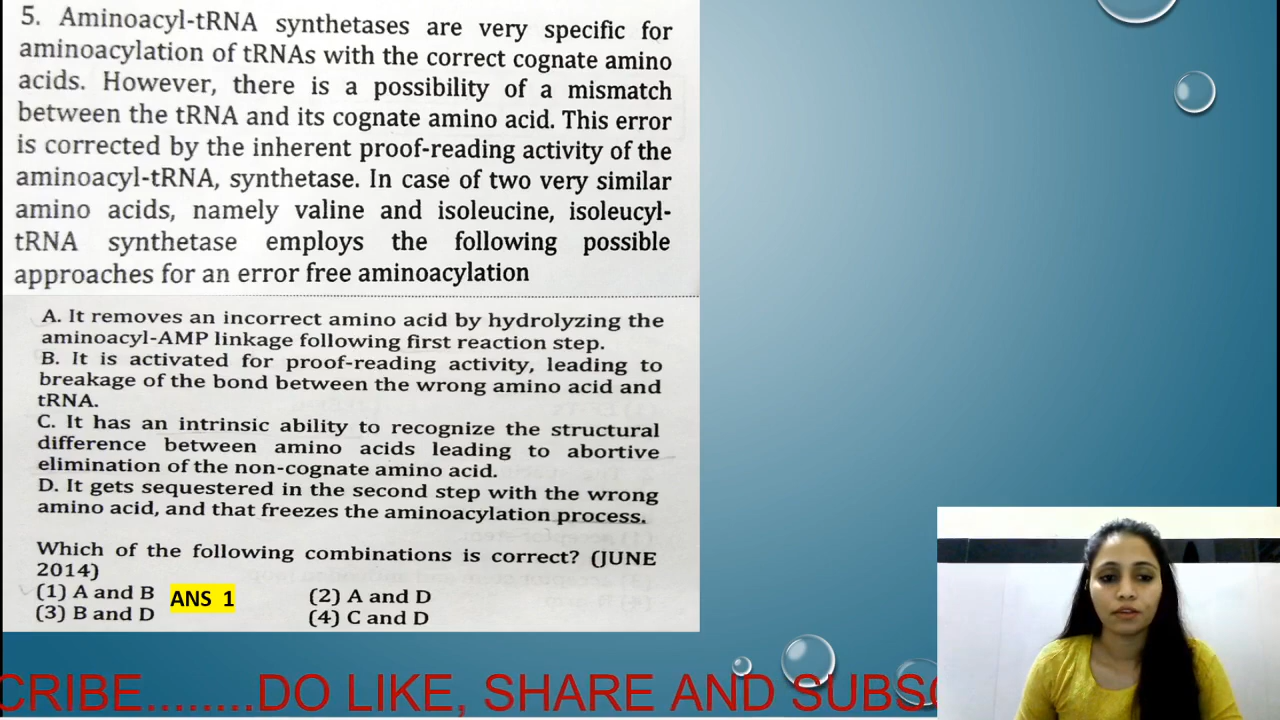 5. Aminoacyl-tRNA synthetases are very specific for
aminoacylation of tRNAs with the correct cognate amino
acids. However, there is a possibility of a mismatch
between the tRNA and its cognate amino acid. This error
is corrected by the inherent proof-reading activity of the
aminoacyl-tRNA, synthetase. In case of two very similar
amino acids, namely valine and isoleucine, isoleucyl-
tRNA synthetase employs the following possible
approaches for an error free aminoacylation
A. It removes an incorrect amino acid by hydrolyzing the
aminoacyl-AMP linkage following first reaction step.
B. It is activated for proof-reading activity, leading to
breakage of the bond between the wrong amino acid and
tRNA.
C. It has an intrinsic ability to recognize the structural
difference between amino acids leading to abortive
elimination of the non-cognate amino acid.
D. It gets sequestered in the second step with the wrong
amino acid, and that freezes the aminoacylation process.
Which of the following combinations is correct? (JUNE
2014)
(1) A and B (2) A and D
ANS 1
(3) B and D (4) C and D
CRIBE........DO LIKE, SHARE AND SUBSC